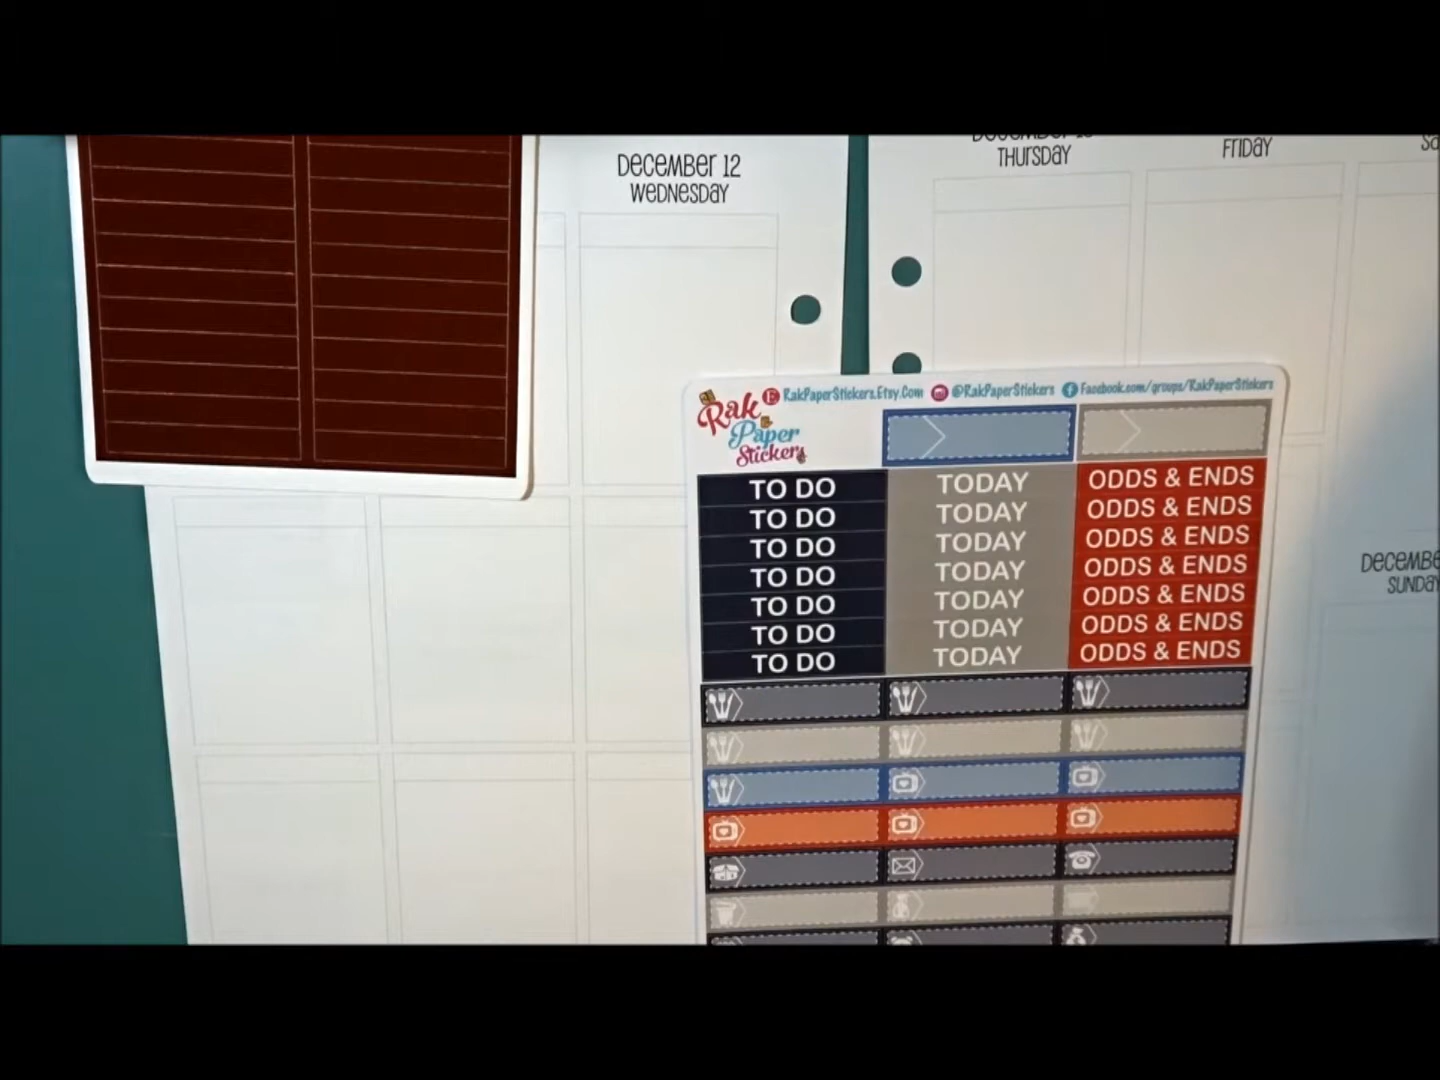 DECEMBER 12
WEDNESDAY
THURSDAY
FRIDAY
RakPaperStickers.Etsy.Com @RakPaperStickers Facebook.com/groups/RakPaperStickers
Rak
Paper
Stickers
TO DO TODAY ODDS & ENDS
TO DO TODAY ODDS & ENDS
TO DO TODAY ODDS & ENDS
TO DO TODAY ODDS & ENDS
TO DO TODAY ODDS & ENDS
TO DO TODAY ODDS & ENDS
TO DO TODAY ODDS & ENDS